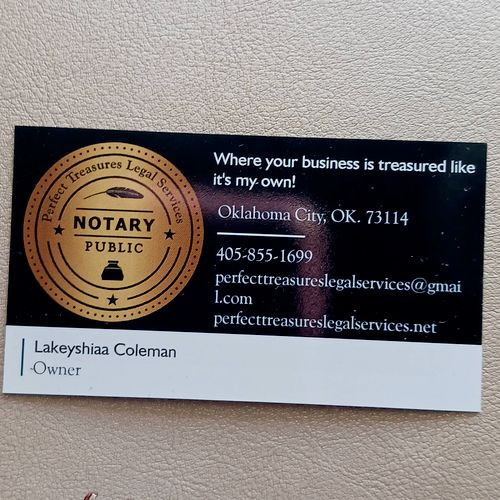 Perfect Treasures Legal Services
NOTARY
PUBLIC
Where your business is treasured like
it's my own!
Oklahoma City, OK. 73114
405-855-1699
perfecttreasureslegalservices@gmai
l.com
perfecttreasureslegalservices.net
Lakeyshiaa Coleman
Owner